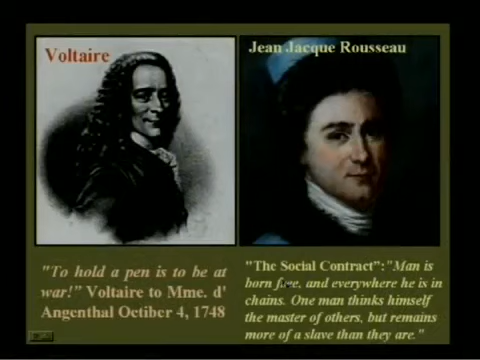 Voltaire
Jean Jacque Rousseau
"To hold a pen is to be at
war!" Voltaire to Mme. d'
Angenthal Octiber 4, 1748
"The Social Contract":"Man is
born free, and everywhere he is in
chains. One man thinks himself
the master of others, but remains
more of a slave than they are."